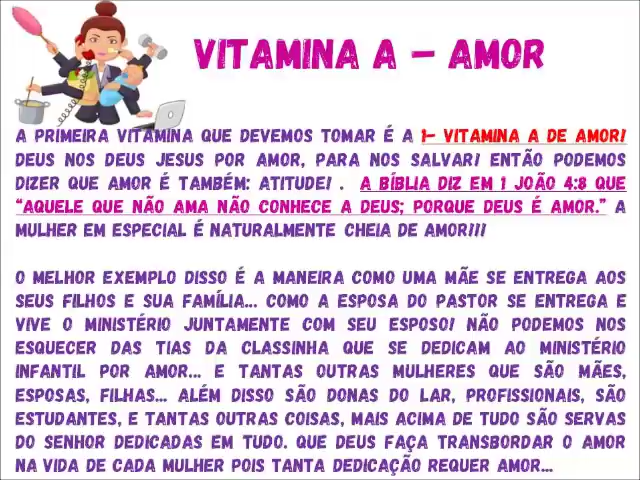 VITAMINA A – AMOR
A PRIMEIRA VITAMINA QUE DEVEMOS TOMAR É A 1- VITAMINA A DE AMOR!
DEUS NOS DEUS JESUS POR AMOR, PARA NOS SALVAR! ENTÃO PODEMOS
DIZER QUE AMOR É TAMBÉM: ATITUDE! . A BÍBLIA DIZ EM 1 JOÃO 4:8 QUE
“AQUELE QUE NÃO AMA NÃO CONHECE A DEUS; PORQUE DEUS É AMOR.” A
MULHER EM ESPECIAL É NATURALMENTE CHEIA DE AMOR!!!
O MELHOR EXEMPLO DISSO É A MANEIRA COMO UMA MÃE SE ENTREGA AOS
SEUS FILHOS E SUA FAMÍLIA... COMO A ESPOSA DO PASTOR SE ENTREGA E
VIVE O MINISTÉRIO JUNTAMENTE COM SEU ESPOSO! NÃO PODEMOS NOS
ESQUECER DAS TIAS DA CLASSINHA QUE SE DEDICAM AO MINISTÉRIO
INFANTIL POR AMOR... E TANTAS OUTRAS MULHERES QUE SÃO MÃES,
ESPOSAS, FILHAS... ALÉM DISSO SÃO DONAS DO LAR, PROFISSIONAIS, SÃO
ESTUDANTES, E TANTAS OUTRAS COISAS, MAIS ACIMA DE TUDO SÃO SERVAS
DO SENHOR DEDICADAS EM TUDO. QUE DEUS FAÇA TRANSBORDAR O AMOR
NA VIDA DE CADA MULHER POIS TANTA DEDICAÇÃO REQUER AMOR...